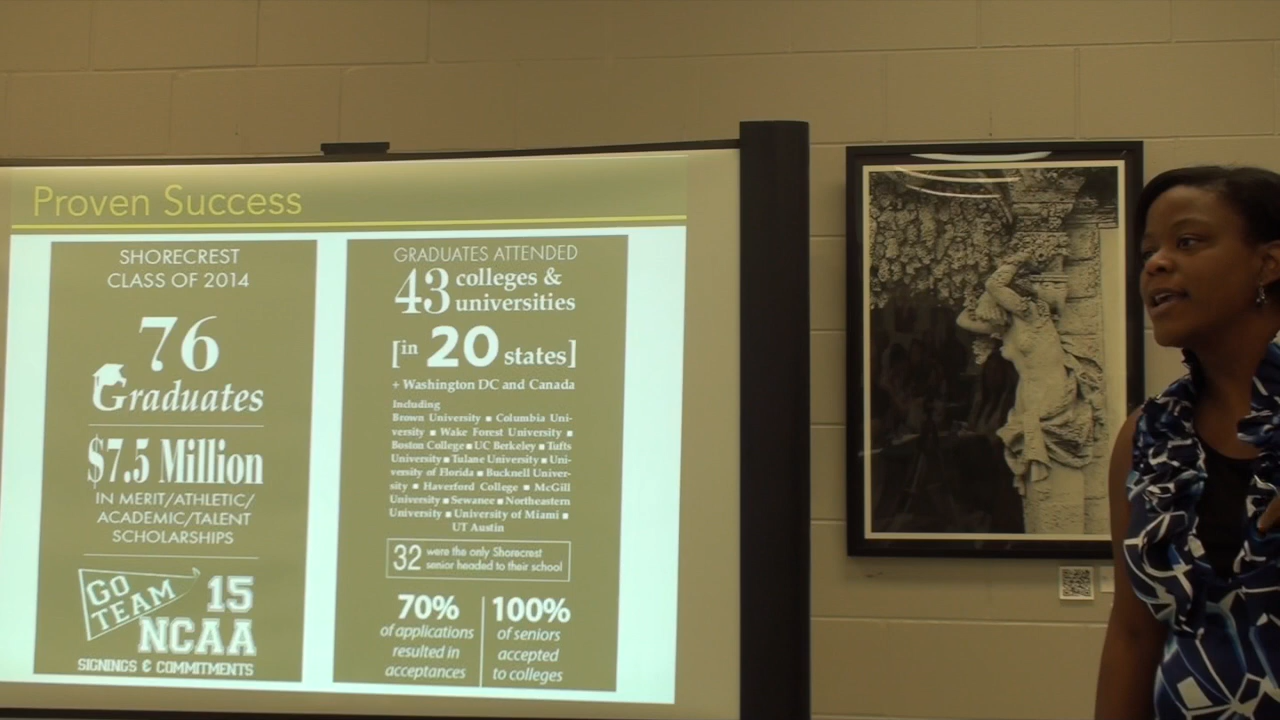 Proven Success
SHORECREST
CLASS OF 2014
76
Graduates
$7.5 Million
IN MERIT/ATHLETIC/
ACADEMIC/TALENT
SCHOLARSHIPS
GO
TEAM
15
NCAA
SIGNINGS & COMMITMENTS
GRADUATES ATTENDED
43 colleges &
universities
[in 20 states]
+ Washington DC and Canada
Including
Brown University ■ Columbia Uni-
versity ■ Wake Forest University ■
Boston College ■ UC Berkeley ■ Tufts
University ■ Tulane University ■ Uni-
versity of Florida ■ Bucknell Univer-
sity ■ Haverford College ■ McGill
University ■ Sewanee ■ Northeastern
University ■ University of Miami ■
UT Austin
32 were the only Shorecrest
senior headed to their school
70%
of applications
resulted in
acceptances
100%
of seniors
accepted
to colleges